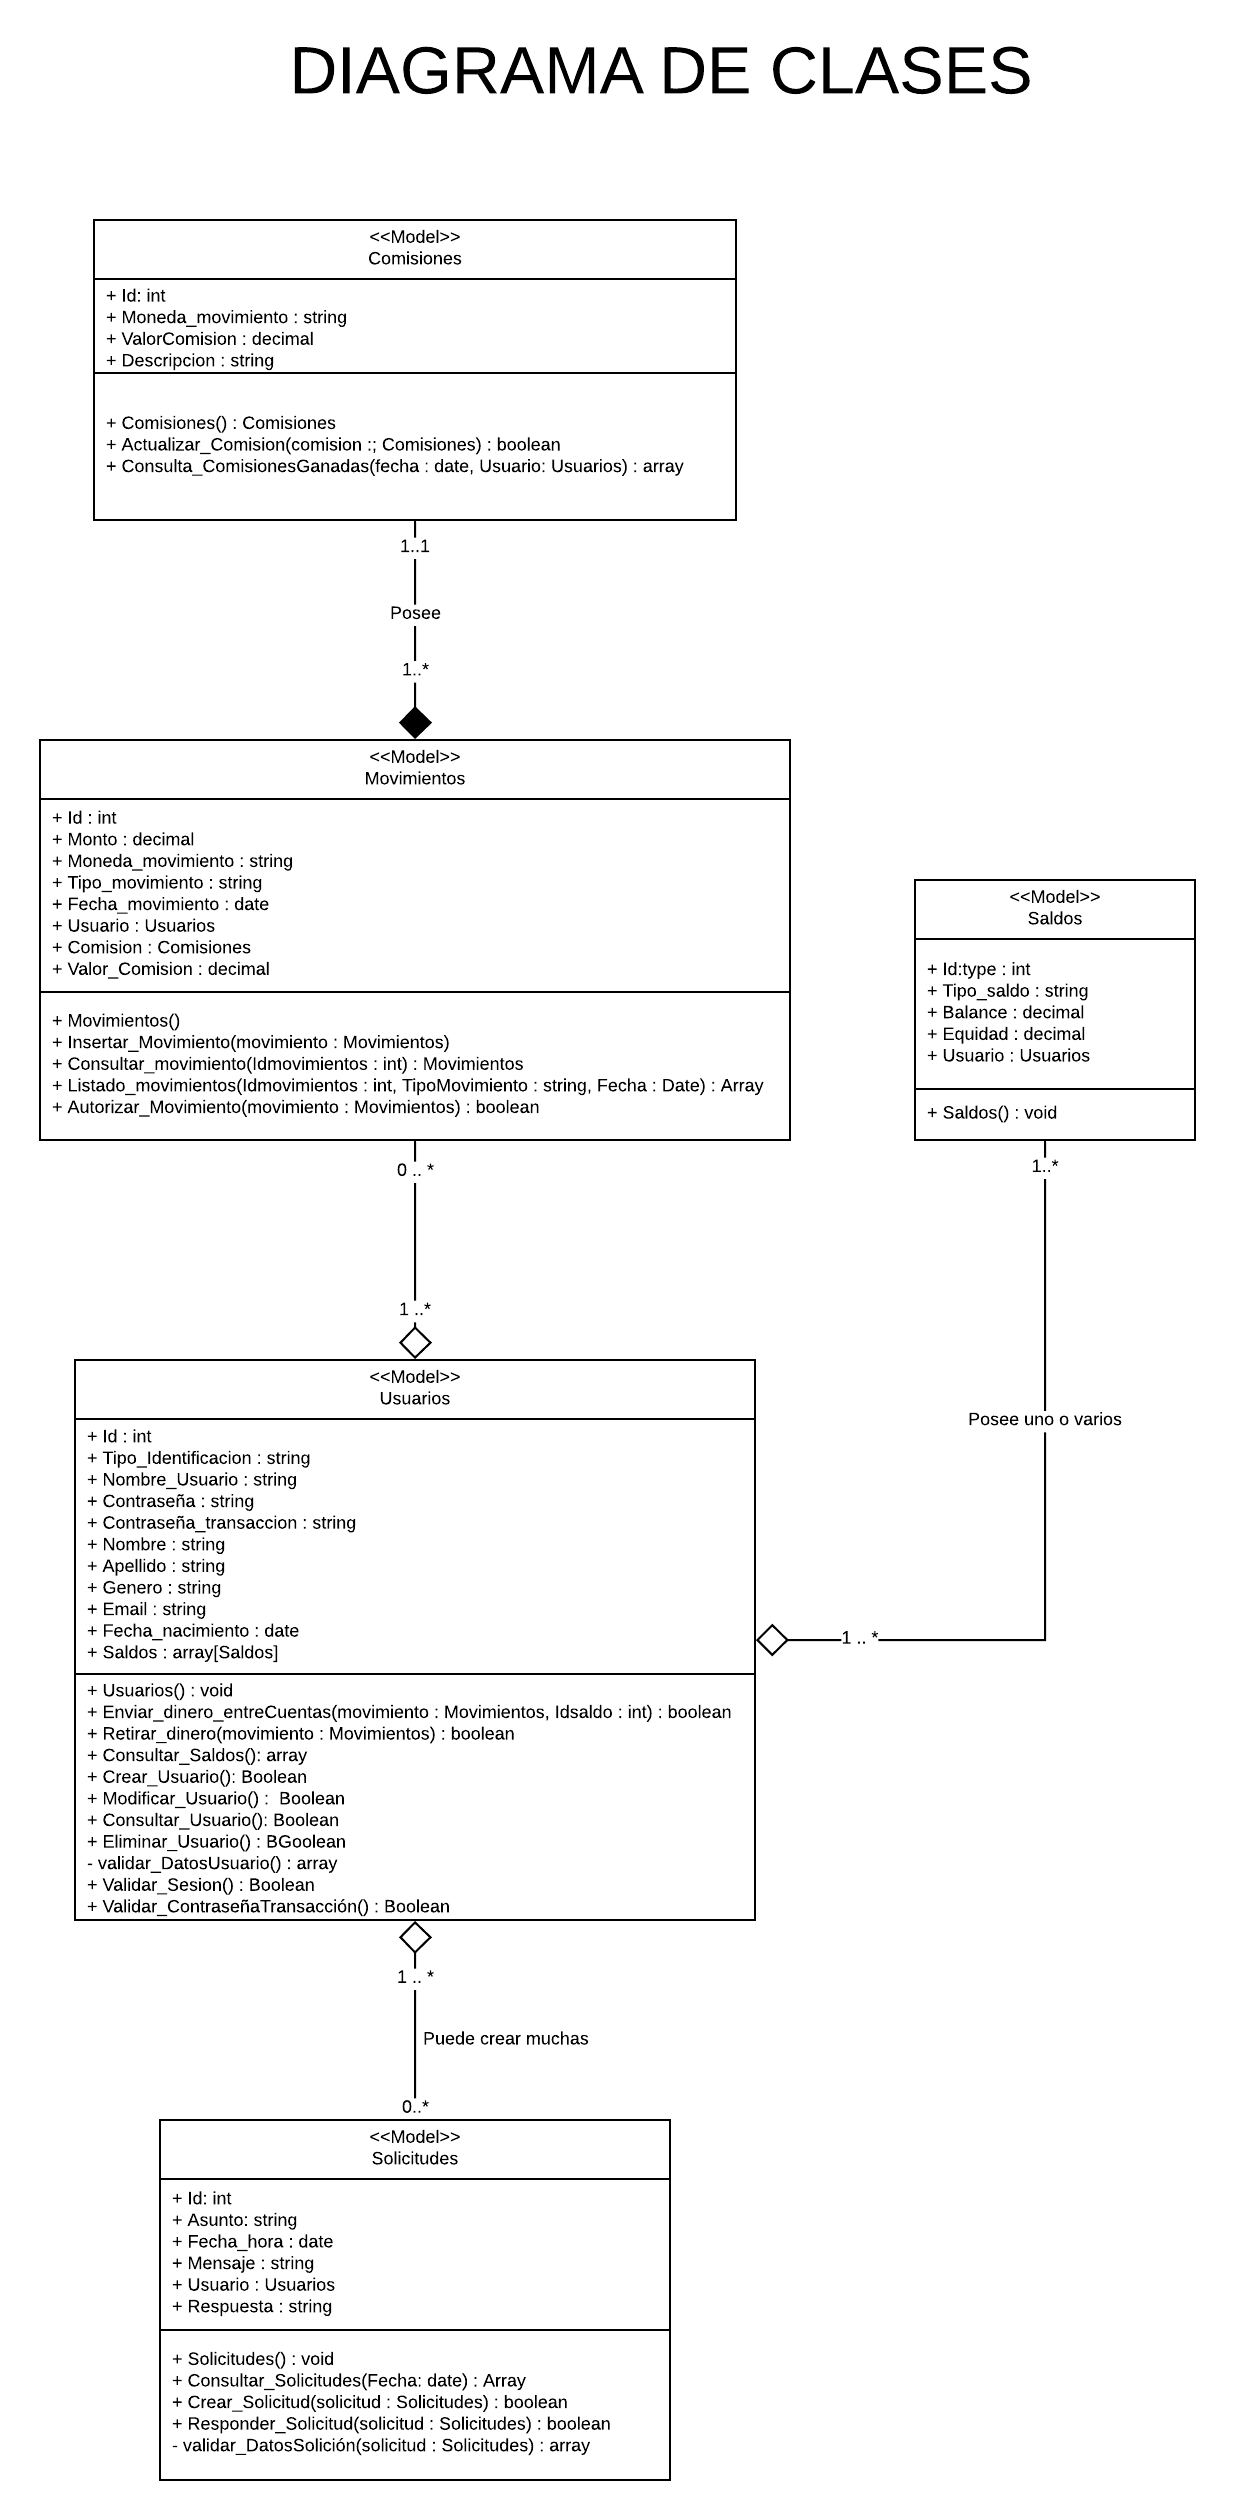 DIAGRAMA DE CLASES
<<Model>>
Comisiones
+ Id: int
+ Moneda_movimiento : string
+ ValorComision : decimal
+ Descripcion : string
+ Comisiones() : Comisiones
+ Actualizar_Comision(comision :; Comisiones) : boolean
+ Consulta_ComisionesGanadas(fecha : date, Usuario: Usuarios) : array
1..1
Posee
1..*
<<Model>>
Movimientos
+ Id : int
+ Monto : decimal
+ Moneda_movimiento : string
+ Tipo_movimiento : string
+ Fecha_movimiento : date
+ Usuario : Usuarios
+ Comision : Comisiones
+ Valor_Comision : decimal
+ Movimientos()
+ Insertar_Movimiento(movimiento : Movimientos)
+ Consultar_movimiento(Idmovimientos : int) : Movimientos
+ Listado_movimientos(Idmovimientos : int, TipoMovimiento : string, Fecha : Date) : Array
+ Autorizar_Movimiento(movimiento : Movimientos) : boolean
<<Model>>
Saldos
+ Id:type : int
+ Tipo_saldo : string
+ Balance : decimal
+ Equidad : decimal
+ Usuario : Usuarios
+ Saldos() : void
0 .. *
1..*
1 ..*
Posee uno o varios
1 .. *
<<Model>>
Usuarios
+ Id : int
+ Tipo_Identificacion : string
+ Nombre_Usuario : string
+ Contraseña : string
+ Contraseña_transaccion : string
+ Nombre : string
+ Apellido : string
+ Genero : string
+ Email : string
+ Fecha_nacimiento : date
+ Saldos : array[Saldos]
+ Usuarios() : void
+ Enviar_dinero_entreCuentas(movimiento : Movimientos, Idsaldo : int) : boolean
+ Retirar_dinero(movimiento : Movimientos) : boolean
+ Consultar_Saldos(): array
+ Crear_Usuario(): Boolean
+ Modificar_Usuario() :  Boolean
+ Consultar_Usuario(): Boolean
+ Eliminar_Usuario() : BGoolean
- validar_DatosUsuario() : array
+ Validar_Sesion() : Boolean
+ Validar_ContraseñaTransacción() : Boolean
1 .. *
Puede crear muchas
0..*
<<Model>>
Solicitudes
+ Id: int
+ Asunto: string
+ Fecha_hora : date
+ Mensaje : string
+ Usuario : Usuarios
+ Respuesta : string
+ Solicitudes() : void
+ Consultar_Solicitudes(Fecha: date) : Array
+ Crear_Solicitud(solicitud : Solicitudes) : boolean
+ Responder_Solicitud(solicitud : Solicitudes) : boolean
- validar_DatosSolición(solicitud : Solicitudes) : array